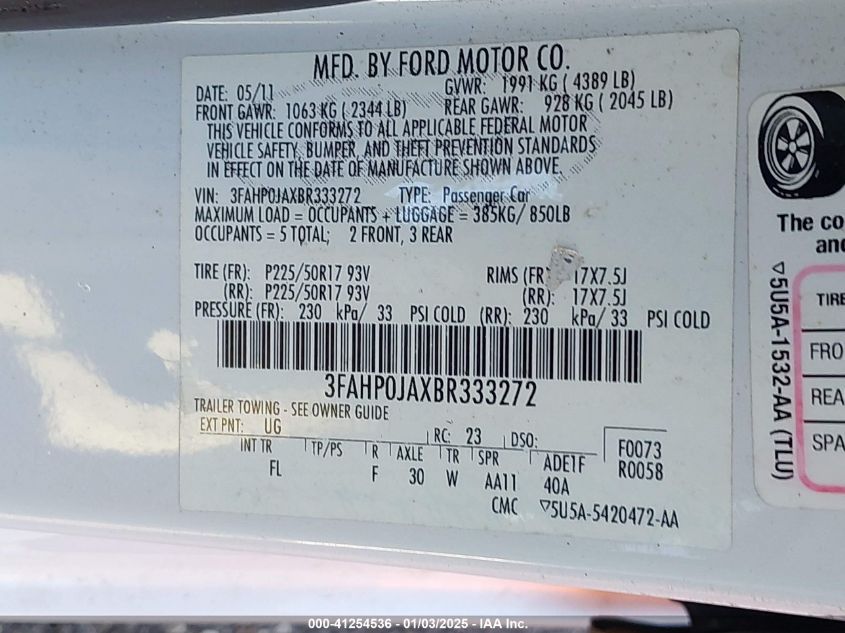 MFD. BY FORD MOTOR CO.
DATE: 05/11 GVWR: 1991 KG ( 4389 LB)
FRONT GAWR: 1063 KG ( 2344 LB) REAR GAWR: 928 KG ( 2045 LB)
THIS VEHICLE CONFORMS TO ALL APPLICABLE FEDERAL MOTOR
VEHICLE SAFETY, BUMPER, AND THEFT PREVENTION STANDARDS
IN EFFECT ON THE DATE OF MANUFACTURE SHOWN ABOVE.
VIN: 3FAHP0JAXBR333272 TYPE: Passenger Car
MAXIMUM LOAD = OCCUPANTS + LUGGAGE = 385KG/ 850LB
OCCUPANTS = 5 TOTAL; 2 FRONT, 3 REAR
TIRE (FR): P225/50R17 93V RIMS (FR 17X7.5J
(RR): P225/50R17 93V (RR): 17X7.5J
PRESSURE (FR): 230 kPa/ 33 PSI COLD (RR): 230 kPa/ 33 PSI COLD
3FAHP0JAXBR333272
TRAILER TOWING - SEE OWNER GUIDE
EXT PNT: UG RC: 23 DSO: F0073
INT TR TP/PS R AXLE TR SPR ADE1F R0058
FL F 30 W AA11 40A
CMC ▽5U5A-5420472-AA
The co
and
TIRE
FRO
REA
SPA
▽5U5A-1532-AA (TLU)
000-41254536 - 01/03/2025 - IAA Inc.